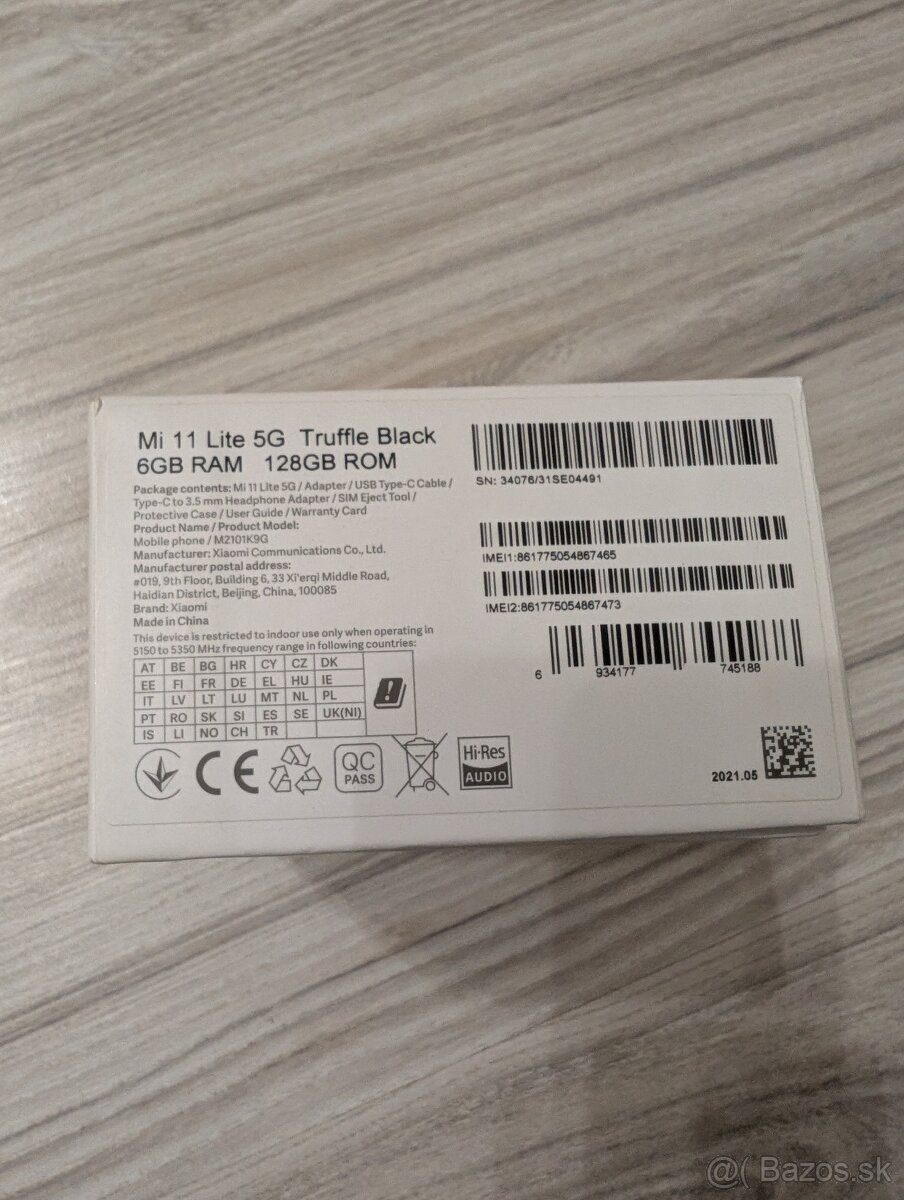 Mi 11 Lite 5G Truffle Black
6GB RAM 128GB ROM
Package contents: Mi 11 Lite 5G / Adapter / USB Type-C Cable /
Type-C to 3.5 mm Headphone Adapter / SIM Eject Tool /
Protective Case / User Guide / Warranty Card
Product Name / Product Model:
Mobile phone / M2101K9G
Manufacturer: Xiaomi Communications Co., Ltd.
Manufacturer postal address:
#019, 9th Floor, Building 6, 33 Xi'erqi Middle Road,
Haidian District, Beijing, China, 100085
Brand: Xiaomi
Made in China
This device is restricted to indoor use only when operating in
5150 to 5350 MHz frequency range in following countries:
AT BE BG HR CY CZ DK
EE FI FR DE EL HU IE
IT LV LT LU MT NL PL
PT RO SK SI ES SE UK(NI)
IS LI NO CH TR
CE
QC
PASS
Hi-Res
AUDIO
SN: 34076/31SE04491
IMEI1:861775054867465
IMEI2:861775054867473
6 934177 745188
2021.05
@( Bazos.sk